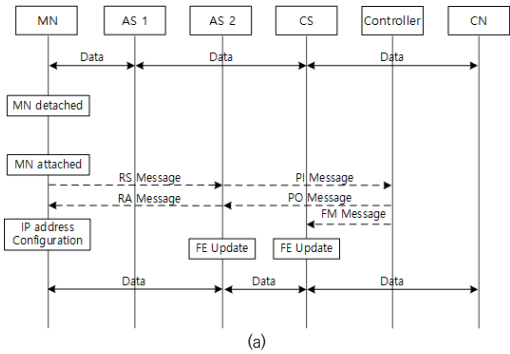 MN
AS 1
AS 2
CS
Controller
CN
Data
Data
Data
MN detached
MN attached
RS Message
PI Message
RA Message
PO Message
FM Message
IP address
Configuration
FE Update
FE Update
Data
Data
Data
(a)